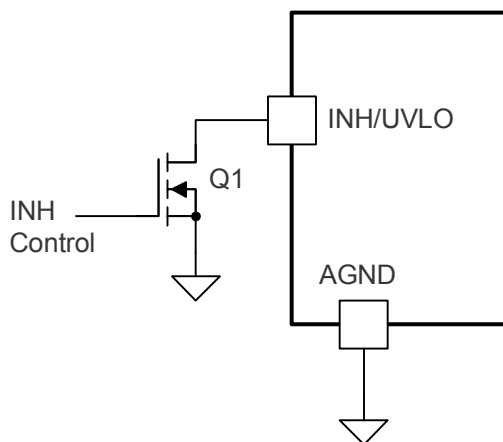 INH/UVLO
Q1
INH
Control
AGND